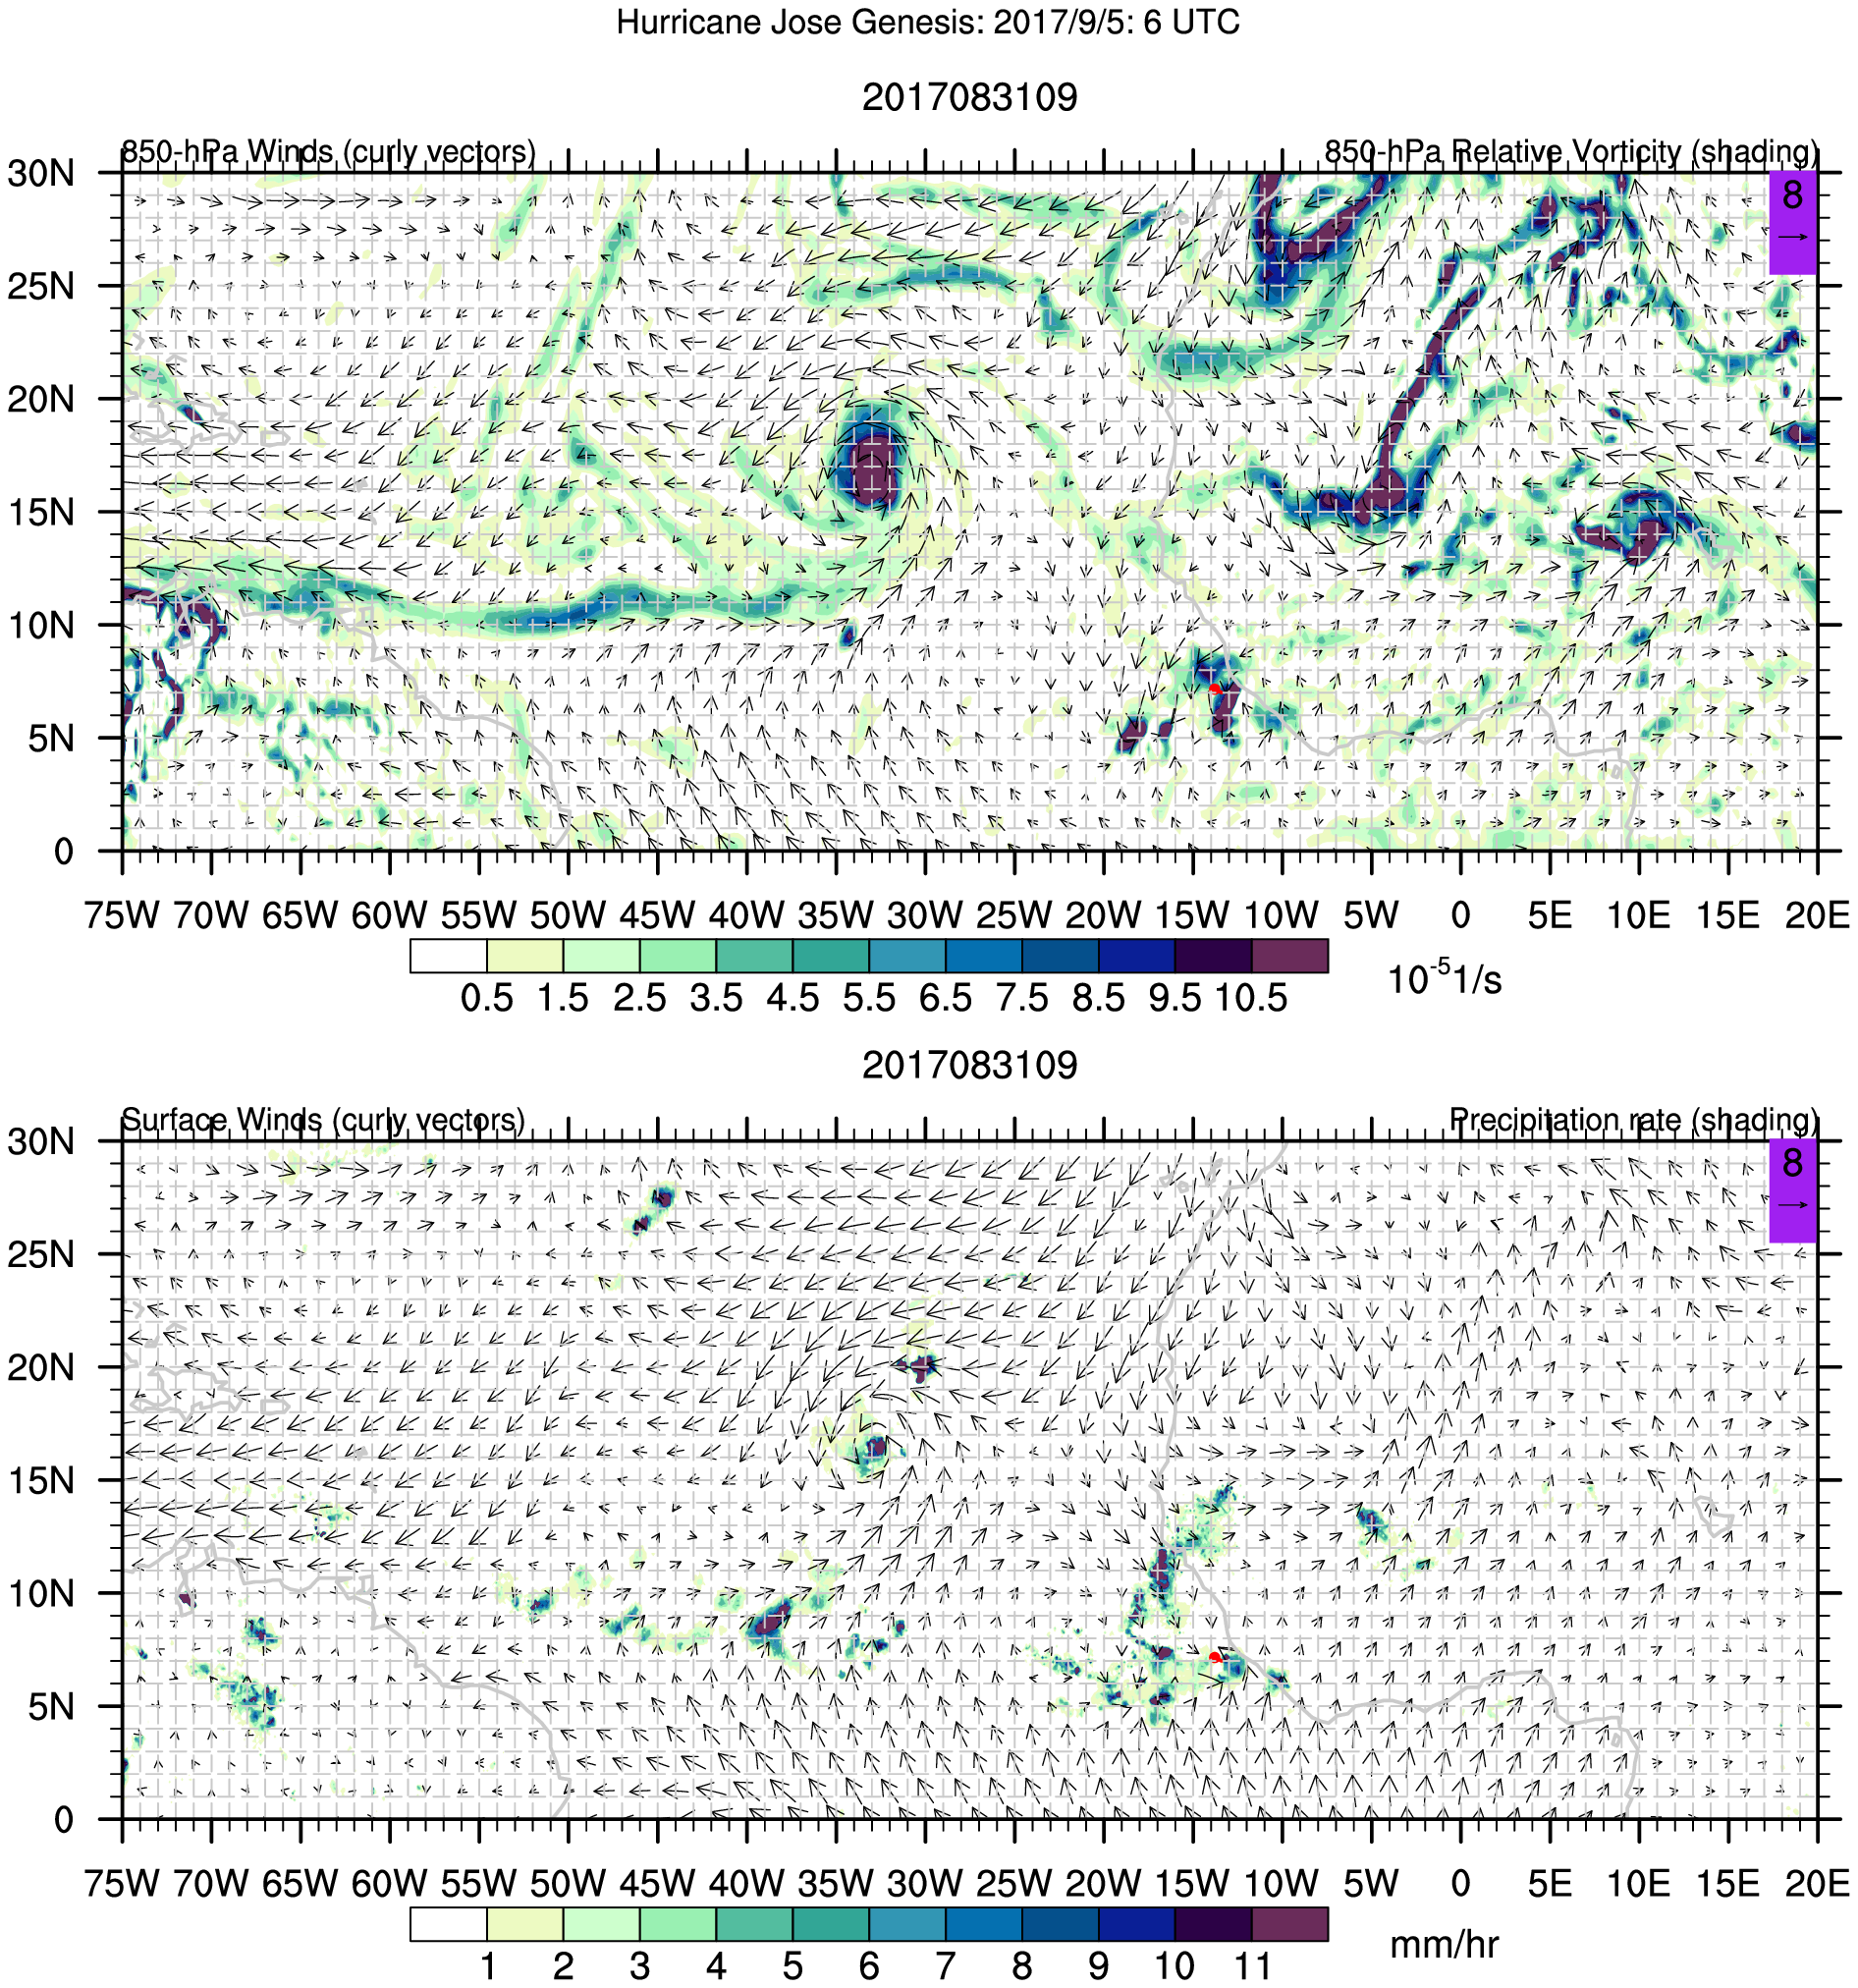 Hurricane Jose Genesis: 2017/9/5: 6 UTC
2017083109
850-hPa Winds (curly vectors) 850-hPa Relative Vorticity (shading)
30N
8
25N
20N
15N
10N
5N
0
75W 70W 65W 60W 55W 50W 45W 40W 35W 30W 25W 20W 15W 10W 5W 0 5E 10E 15E 20E
0.5 1.5 2.5 3.5 4.5 5.5 6.5 7.5 8.5 9.5 10.5
10-51/s
2017083109
Surface Winds (curly vectors) Precipitation rate (shading)
30N
8
25N
20N
15N
10N
5N
0
75W 70W 65W 60W 55W 50W 45W 40W 35W 30W 25W 20W 15W 10W 5W 0 5E 10E 15E 20E
1 2 3 4 5 6 7 8 9 10 11
mm/hr